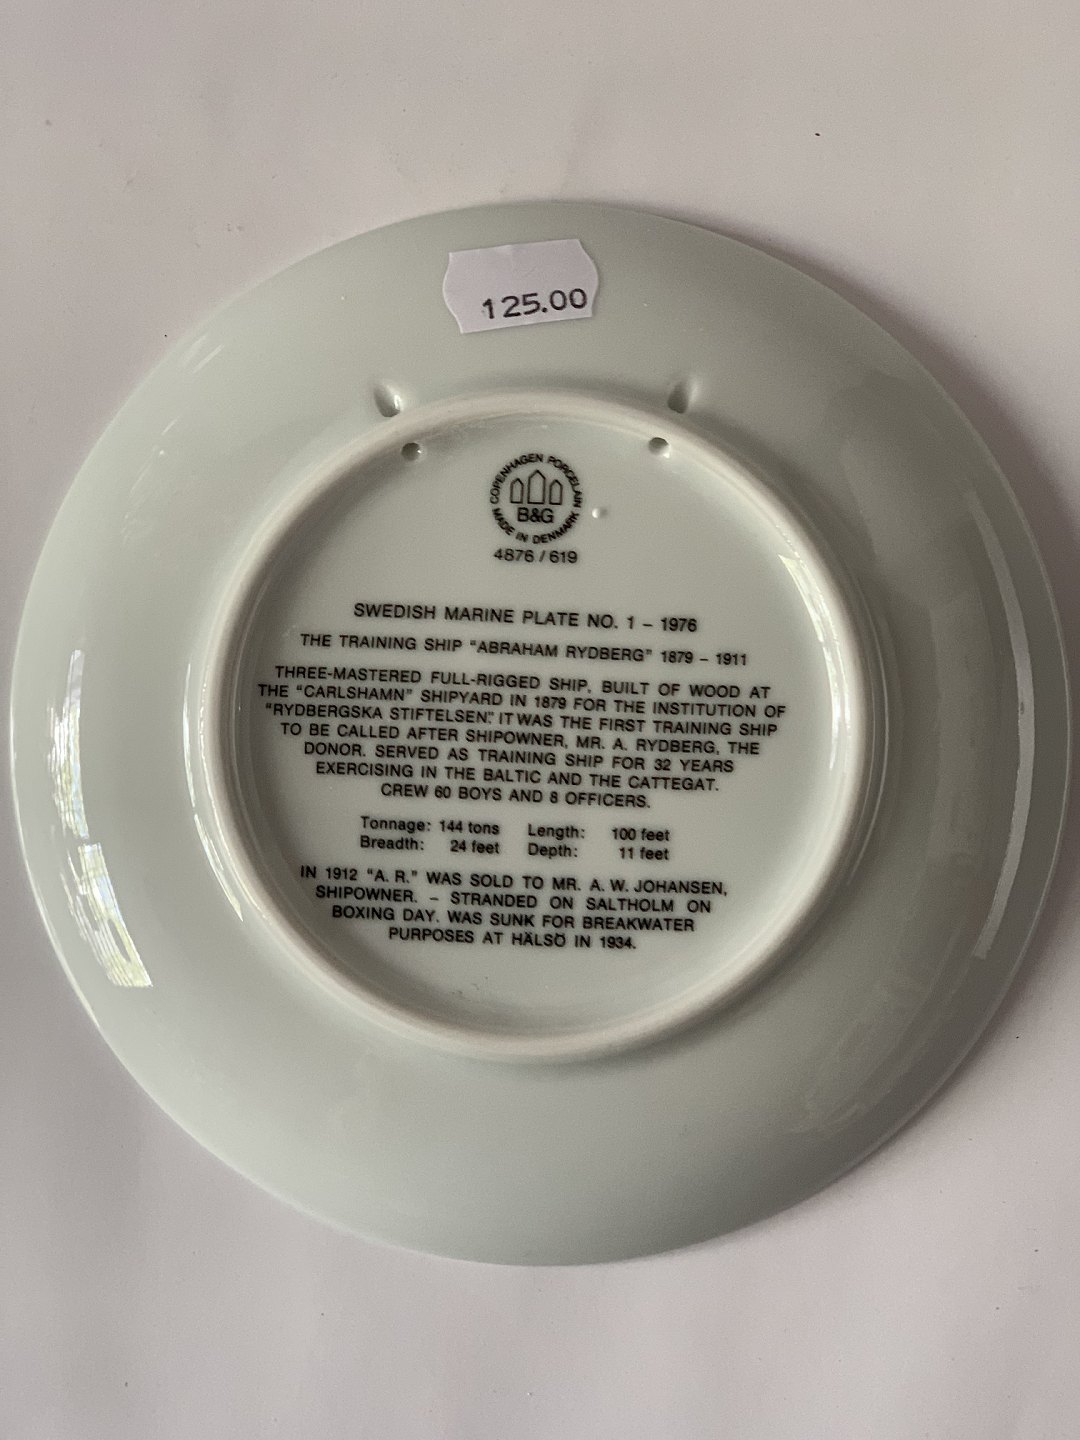 125.00
COPENHAGEN PORCELAIN
B&G
MADE IN DENMARK
4876 / 619
SWEDISH MARINE PLATE NO. 1 – 1976
THE TRAINING SHIP "ABRAHAM RYDBERG" 1879 – 1911
THREE-MASTERED FULL-RIGGED SHIP. BUILT OF WOOD AT
THE "CARLSHAMN" SHIPYARD IN 1879 FOR THE INSTITUTION OF
"RYDBERGSKA STIFTELSEN". IT WAS THE FIRST TRAINING SHIP
TO BE CALLED AFTER SHIPOWNER, MR. A. RYDBERG, THE
DONOR. SERVED AS TRAINING SHIP FOR 32 YEARS
EXERCISING IN THE BALTIC AND THE CATTEGAT.
CREW 60 BOYS AND 8 OFFICERS.
Tonnage: 144 tons Length: 100 feet
Breadth: 24 feet Depth: 11 feet
IN 1912 "A. R." WAS SOLD TO MR. A. W. JOHANSEN,
SHIPOWNER. – STRANDED ON SALTHOLM ON
BOXING DAY. WAS SUNK FOR BREAKWATER
PURPOSES AT HÄLSÖ IN 1934.